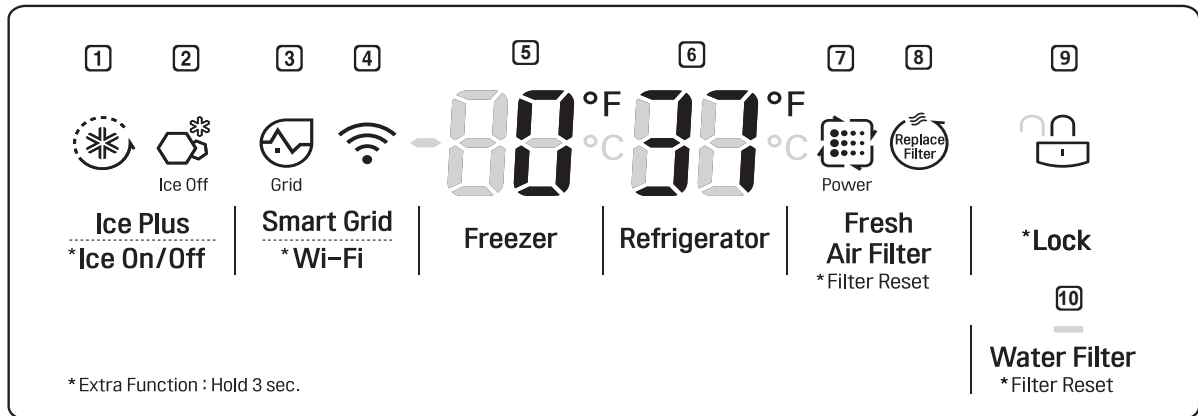 1 2 3 4 5 6 7 8 9
0 °F 37 °F
°C °C
Replace
Filter
Ice Off Grid Power
Ice Plus Smart Grid Freezer Refrigerator Fresh
Air Filter
*Ice On/Off *Wi-Fi *Lock
*Filter Reset
10
Water Filter
*Extra Function : Hold 3 sec. *Filter Reset